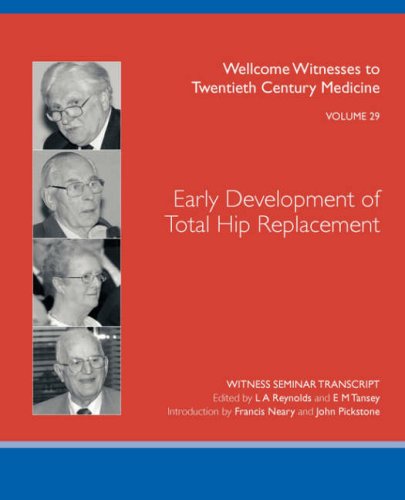 Wellcome Witnesses to
Twentieth Century Medicine
VOLUME 29
Early Development of
Total Hip Replacement
WITNESS SEMINAR TRANSCRIPT
Edited by L A Reynolds and E M Tansey
Introduction by Francis Neary and John Pickstone